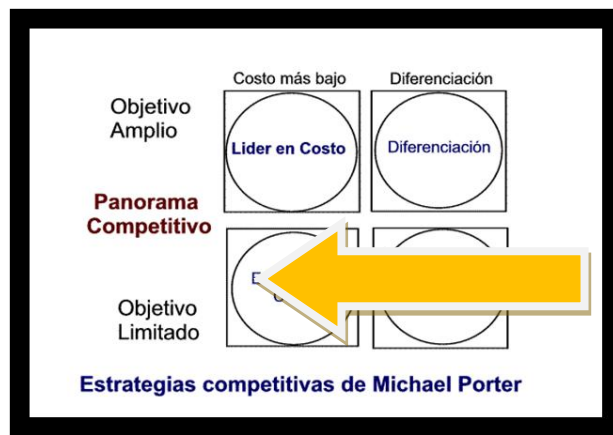 Costo más bajo Diferenciación
Objetivo
Amplio
Lider en Costo Diferenciación
Panorama
Competitivo
Objetivo
Limitado
Estrategias competitivas de Michael Porter